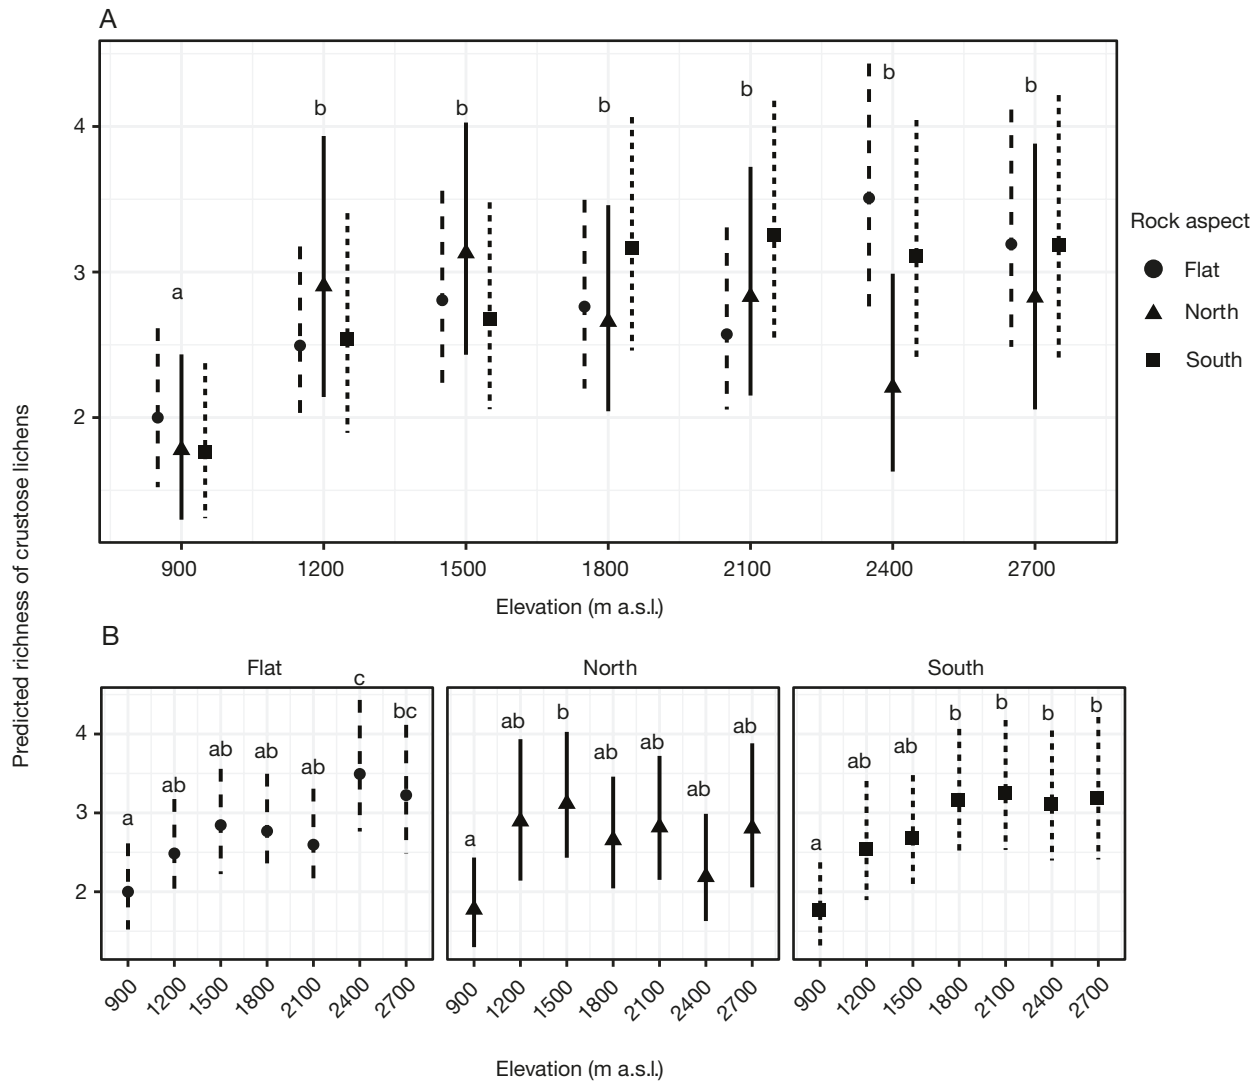 A
Predicted richness of crustose lichens
4
3
2
a
b
b
b
b
b
b
900 1200 1500 1800 2100 2400 2700
Elevation (m a.s.l.)
Rock aspect
Flat
North
South
B
Flat North South
4
3
2
a ab ab ab ab c bc
a ab b ab ab ab ab
a ab ab b b b b
900 1200 1500 1800 2100 2400 2700 900 1200 1500 1800 2100 2400 2700 900 1200 1500 1800 2100 2400 2700
Elevation (m a.s.l.)